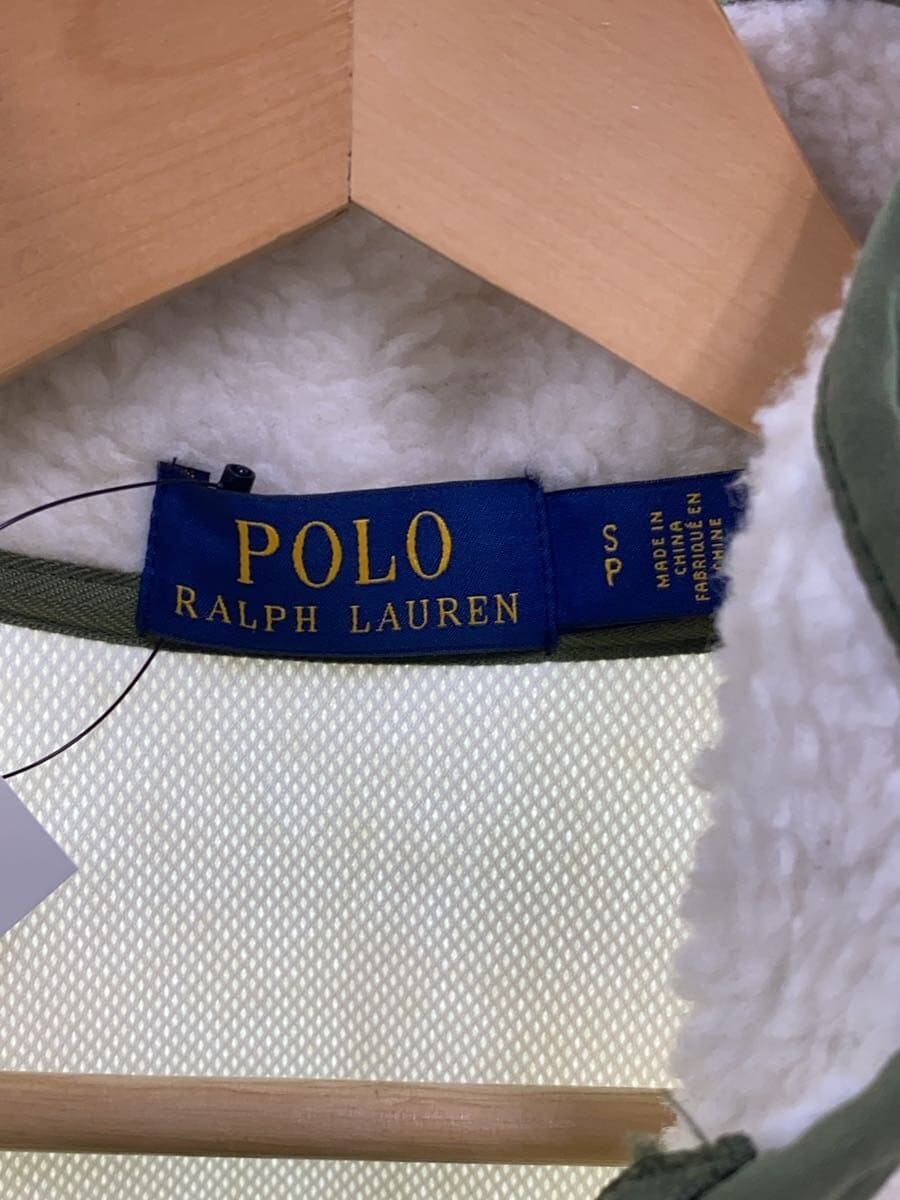 POLO
RALPH LAUREN
S
P
MADE IN
CHINA
FABRIQUÉ EN
CHINE